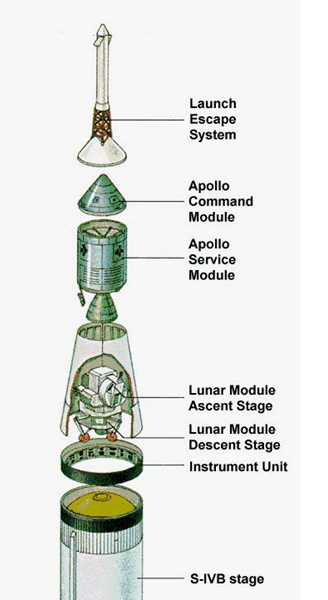 Launch
Escape
System
Apollo
Command
Module
Apollo
Service
Module
Lunar Module
Ascent Stage
Lunar Module
Descent Stage
Instrument Unit
S-IVB stage